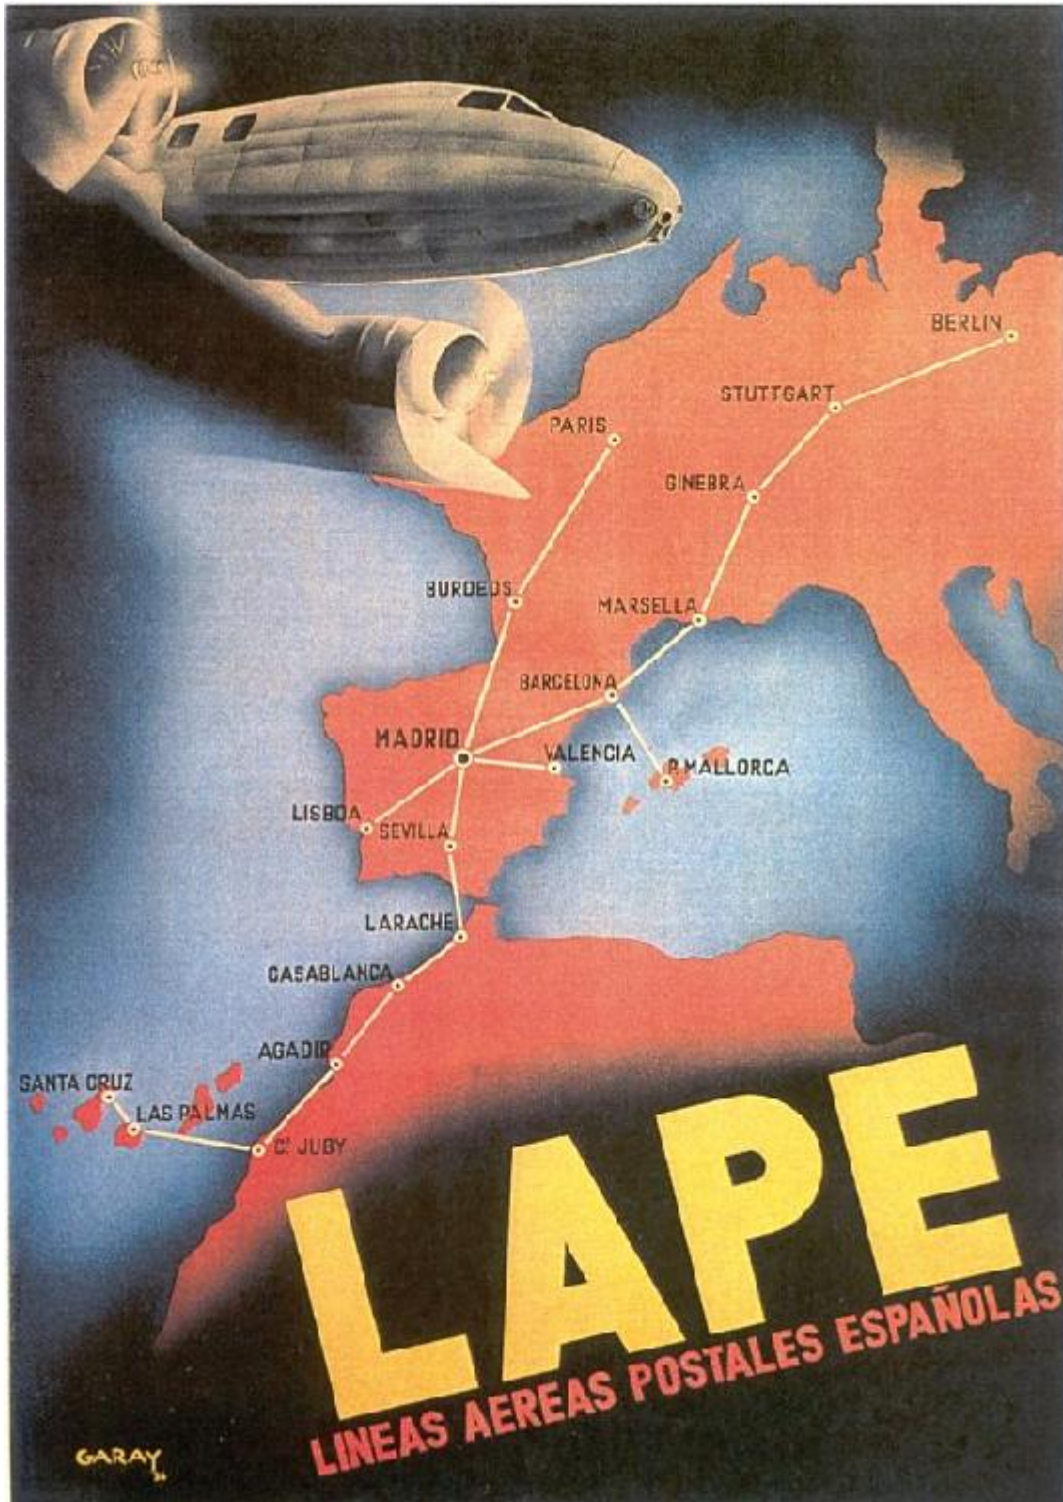 BERLIN
STUTTGART
PARIS
GINEBRA
BURDEOS
MARSELLA
BARCELONA
MADRID
VALENCIA
P. MALLORCA
LISBOA
SEVILLA
LARACHE
CASABLANCA
AGADIR
SANTA CRUZ
LAS PALMAS
Cº JUBY
LAPE
LINEAS AEREAS POSTALES ESPAÑOLAS
GARAY